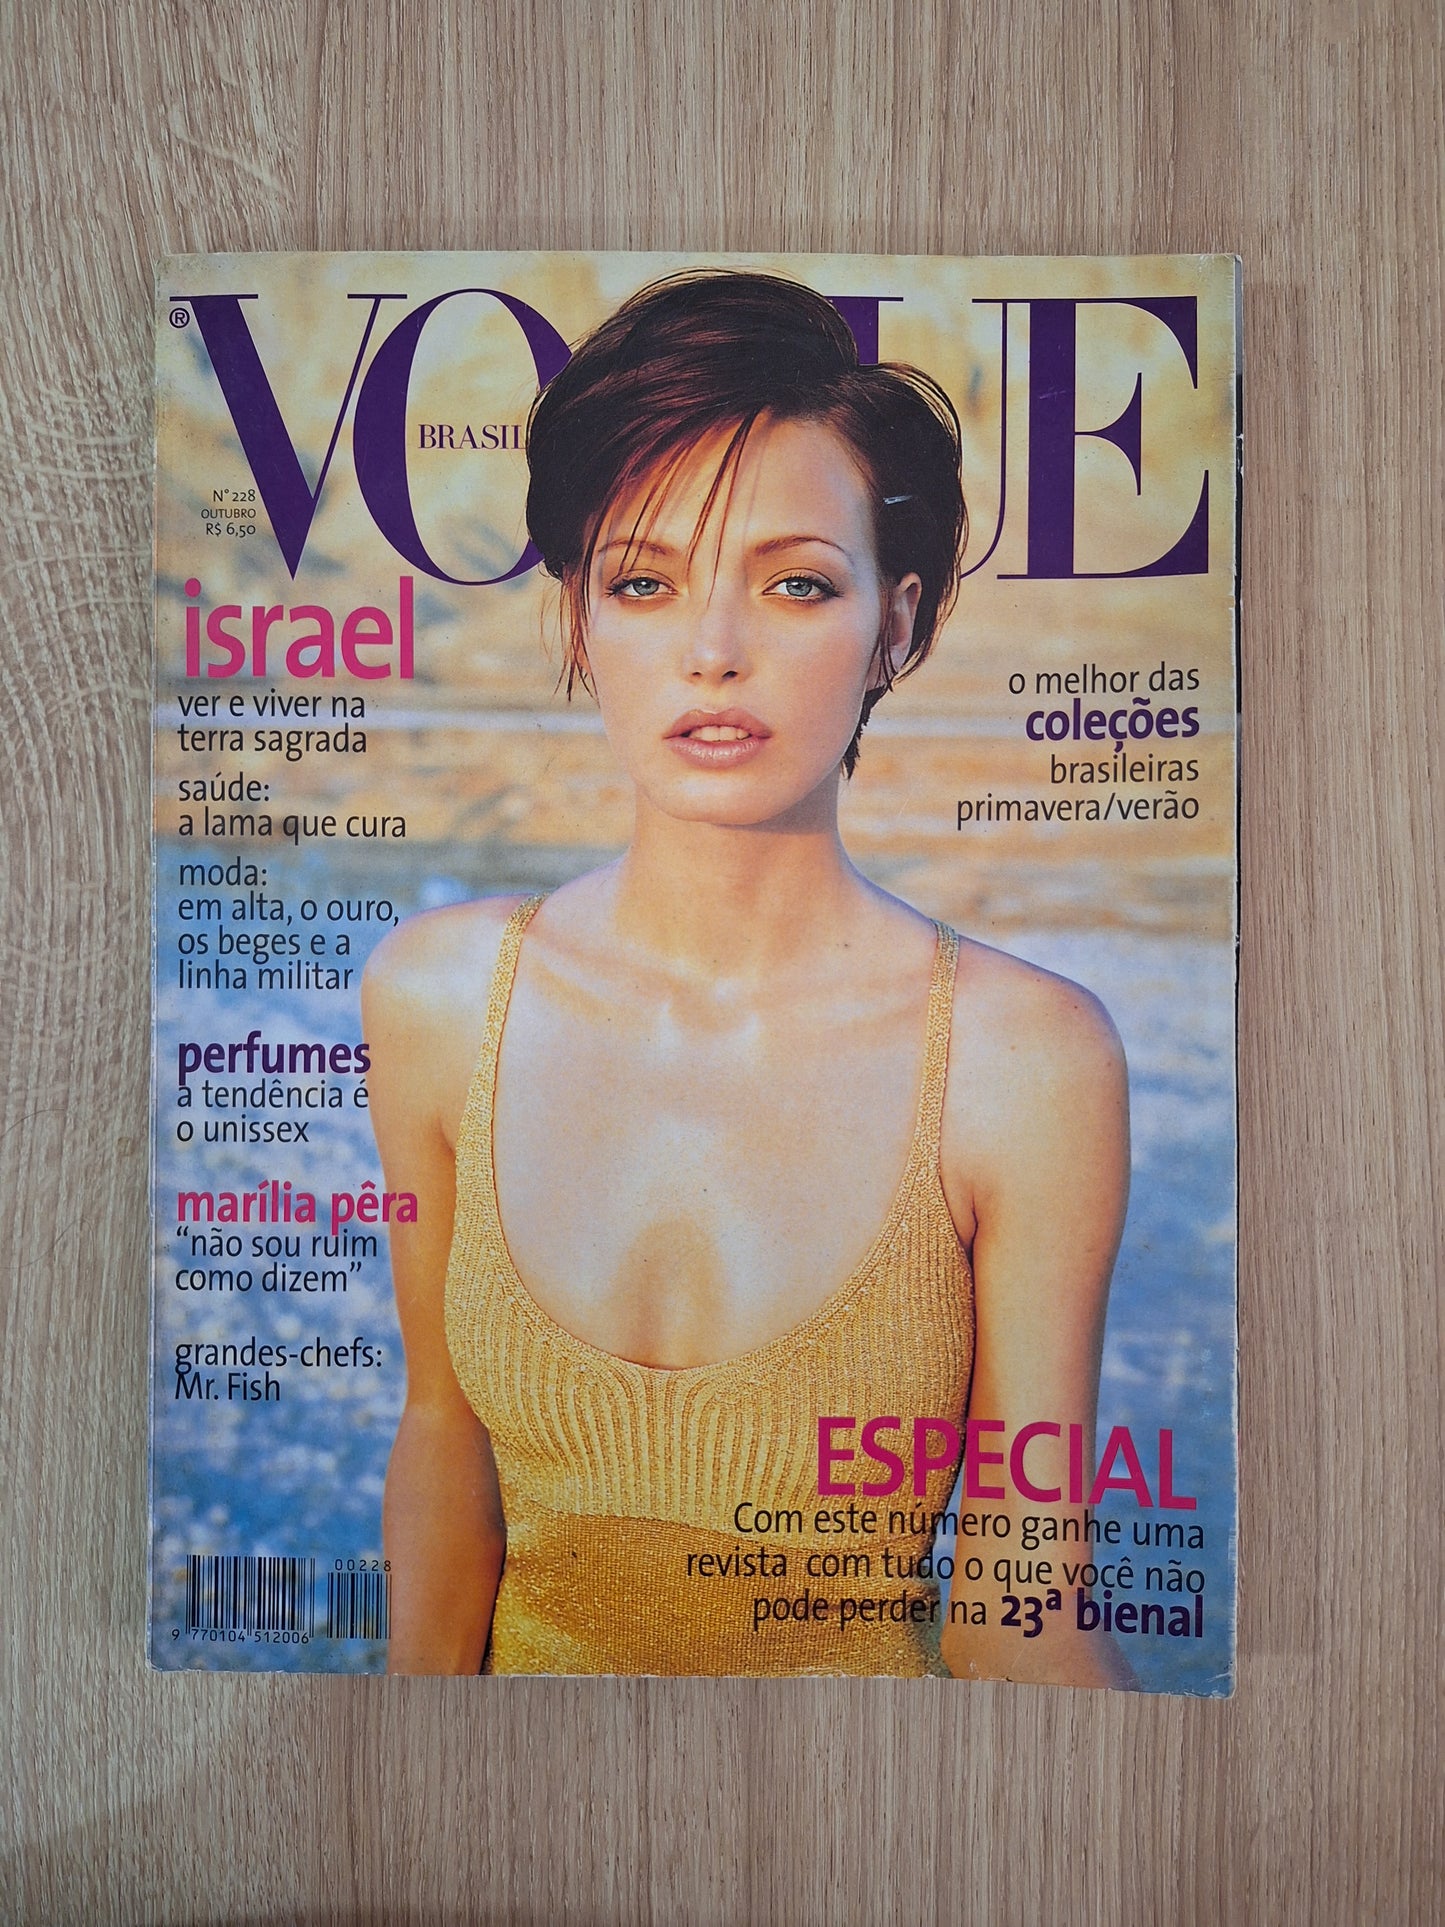 ®
VOGUE
BRASIL
N° 228
OUTUBRO
R$ 6,50
israel
ver e viver na
terra sagrada
saúde:
a lama que cura
moda:
em alta, o ouro,
os beges e a
linha militar
perfumes
a tendência é
o unissex
marília pêra
“não sou ruim
como dizem”
grandes-chefs:
Mr. Fish
o melhor das
coleções
brasileiras
primavera/verão
ESPECIAL
Com este número ganhe uma
revista com tudo o que você não
pode perder na 23ª bienal
00228
9 770104 512006